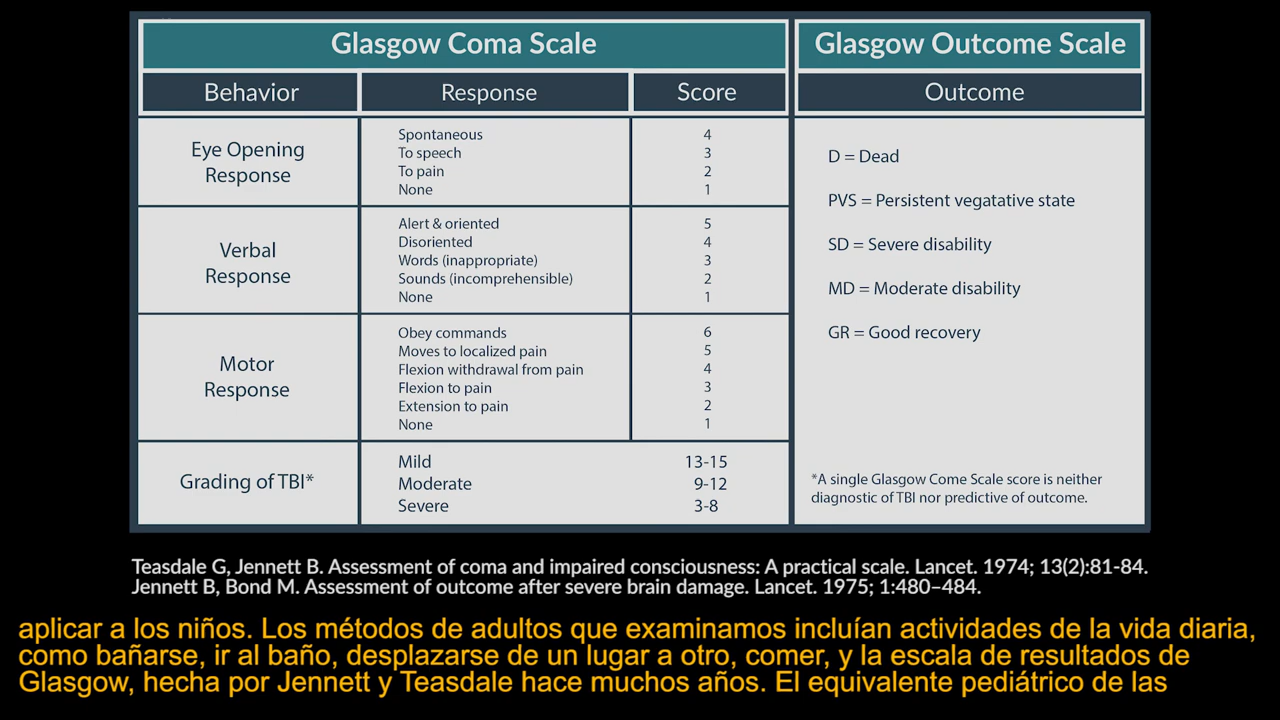 Glasgow Coma Scale
Behavior Response Score
Eye Opening
Response
Spontaneous 4
To speech 3
To pain 2
None 1
Verbal
Response
Alert & oriented 5
Disoriented 4
Words (inappropriate) 3
Sounds (incomprehensible) 2
None 1
Motor
Response
Obey commands 6
Moves to localized pain 5
Flexion withdrawal from pain 4
Flexion to pain 3
Extension to pain 2
None 1
Grading of TBI*
Mild 13-15
Moderate 9-12
Severe 3-8
Glasgow Outcome Scale
Outcome
D = Dead
PVS = Persistent vegatative state
SD = Severe disability
MD = Moderate disability
GR = Good recovery
*A single Glasgow Come Scale score is neither
diagnostic of TBI nor predictive of outcome.
Teasdale G, Jennett B. Assessment of coma and impaired consciousness: A practical scale. Lancet. 1974; 13(2):81-84.
Jennett B, Bond M. Assessment of outcome after severe brain damage. Lancet. 1975; 1:480–484.
aplicar a los niños. Los métodos de adultos que examinamos incluían actividades de la vida diaria,
como bañarse, ir al baño, desplazarse de un lugar a otro, comer, y la escala de resultados de
Glasgow, hecha por Jennett y Teasdale hace muchos años. El equivalente pediátrico de las